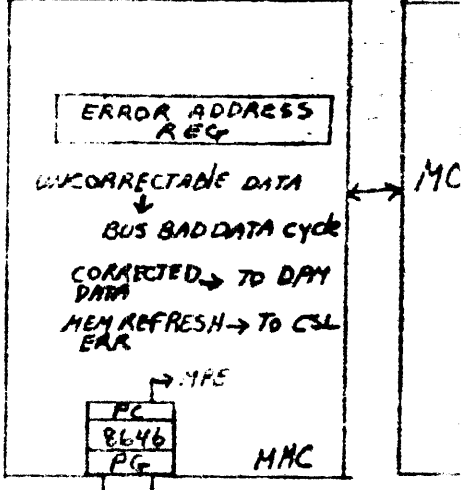 ERROR ADDRESS
REG
UNCORRECTABLE DATA
BUS BAD DATA CYCLE
CORRECTED → TO DPM
DATA
MEM REFRESH → TO CSL
ERR
→ MPE
PC
8646
PG
MMC
MC